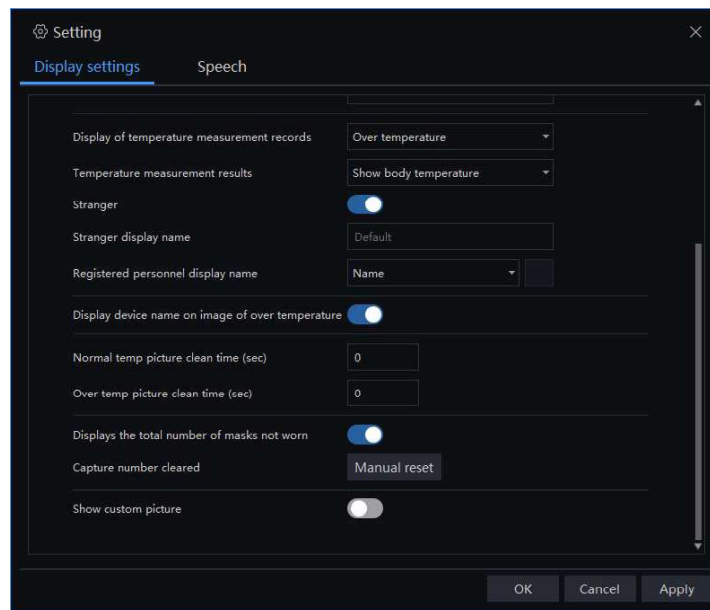 Setting
Display settings Speech
Display of temperature measurement records Over temperature
Temperature measurement results Show body temperature
Stranger
Stranger display name Default
Registered personnel display name Name
Display device name on image of over temperature
Normal temp picture clean time (sec) 0
Over temp picture clean time (sec) 0
Displays the total number of masks not worn
Capture number cleared Manual reset
Show custom picture
OK Cancel Apply